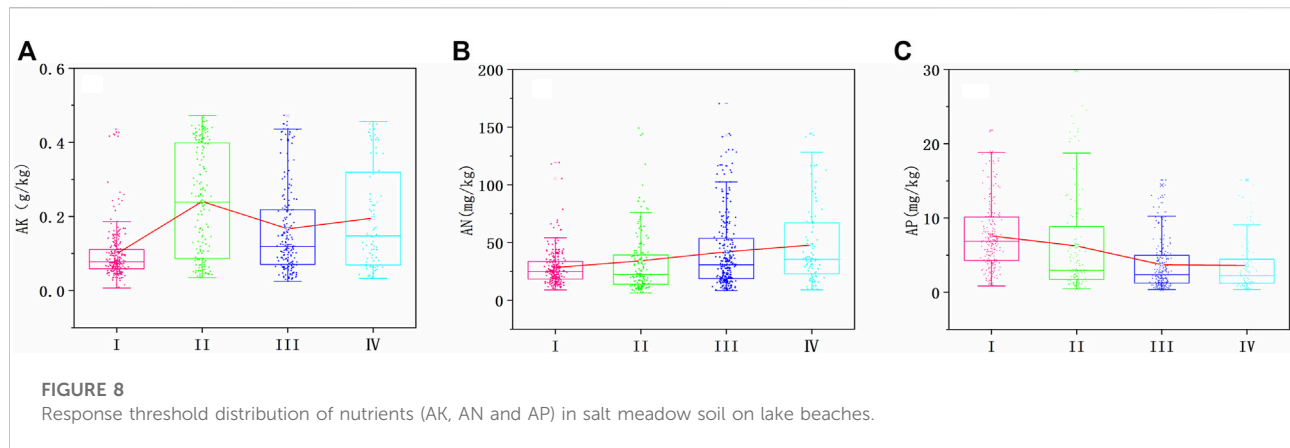 A
B
C
0.6
0.4
0.2
0.0
AK (g/kg)
I II III IV
200
150
100
50
0
AN(mg/kg)
I II III IV
30
20
10
0
AP(mg/kg)
I II III IV
FIGURE 8
Response threshold distribution of nutrients (AK, AN and AP) in salt meadow soil on lake beaches.